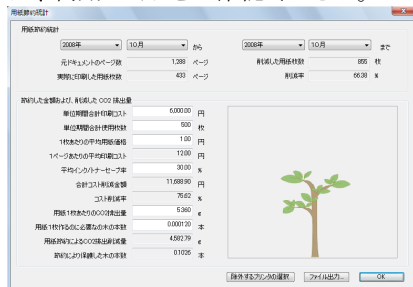 用紙節約統計
用紙節約統計
2008年 10月 から 2008年 10月 まで
元ドキュメントのページ数 1,288 ページ 削減した用紙枚数 855 枚
実際に印刷した用紙枚数 433 ページ 削減率 66.38 %
節約した金額および、削減した CO2 排出量
単位期間合計印刷コスト 6,000.00 円
単位期間合計使用枚数 500 枚
1枚あたりの平均用紙価格 1.00 円
1ページあたりの平均印刷コスト 12.00 円
平均インク/トナーセーブ率 30.00 %
合計コスト削減金額 11,688.90 円
コスト削減率 75.62 %
用紙1枚あたりのCO2排出量 5.360 g
用紙1枚作るのに必要な木の本数 0.000120 本
用紙節約によるCO2排出削減量 4,582.79 g
節約により保護した木の本数 0.1026 本
除外するプリンタの選択 ファイル出力... OK